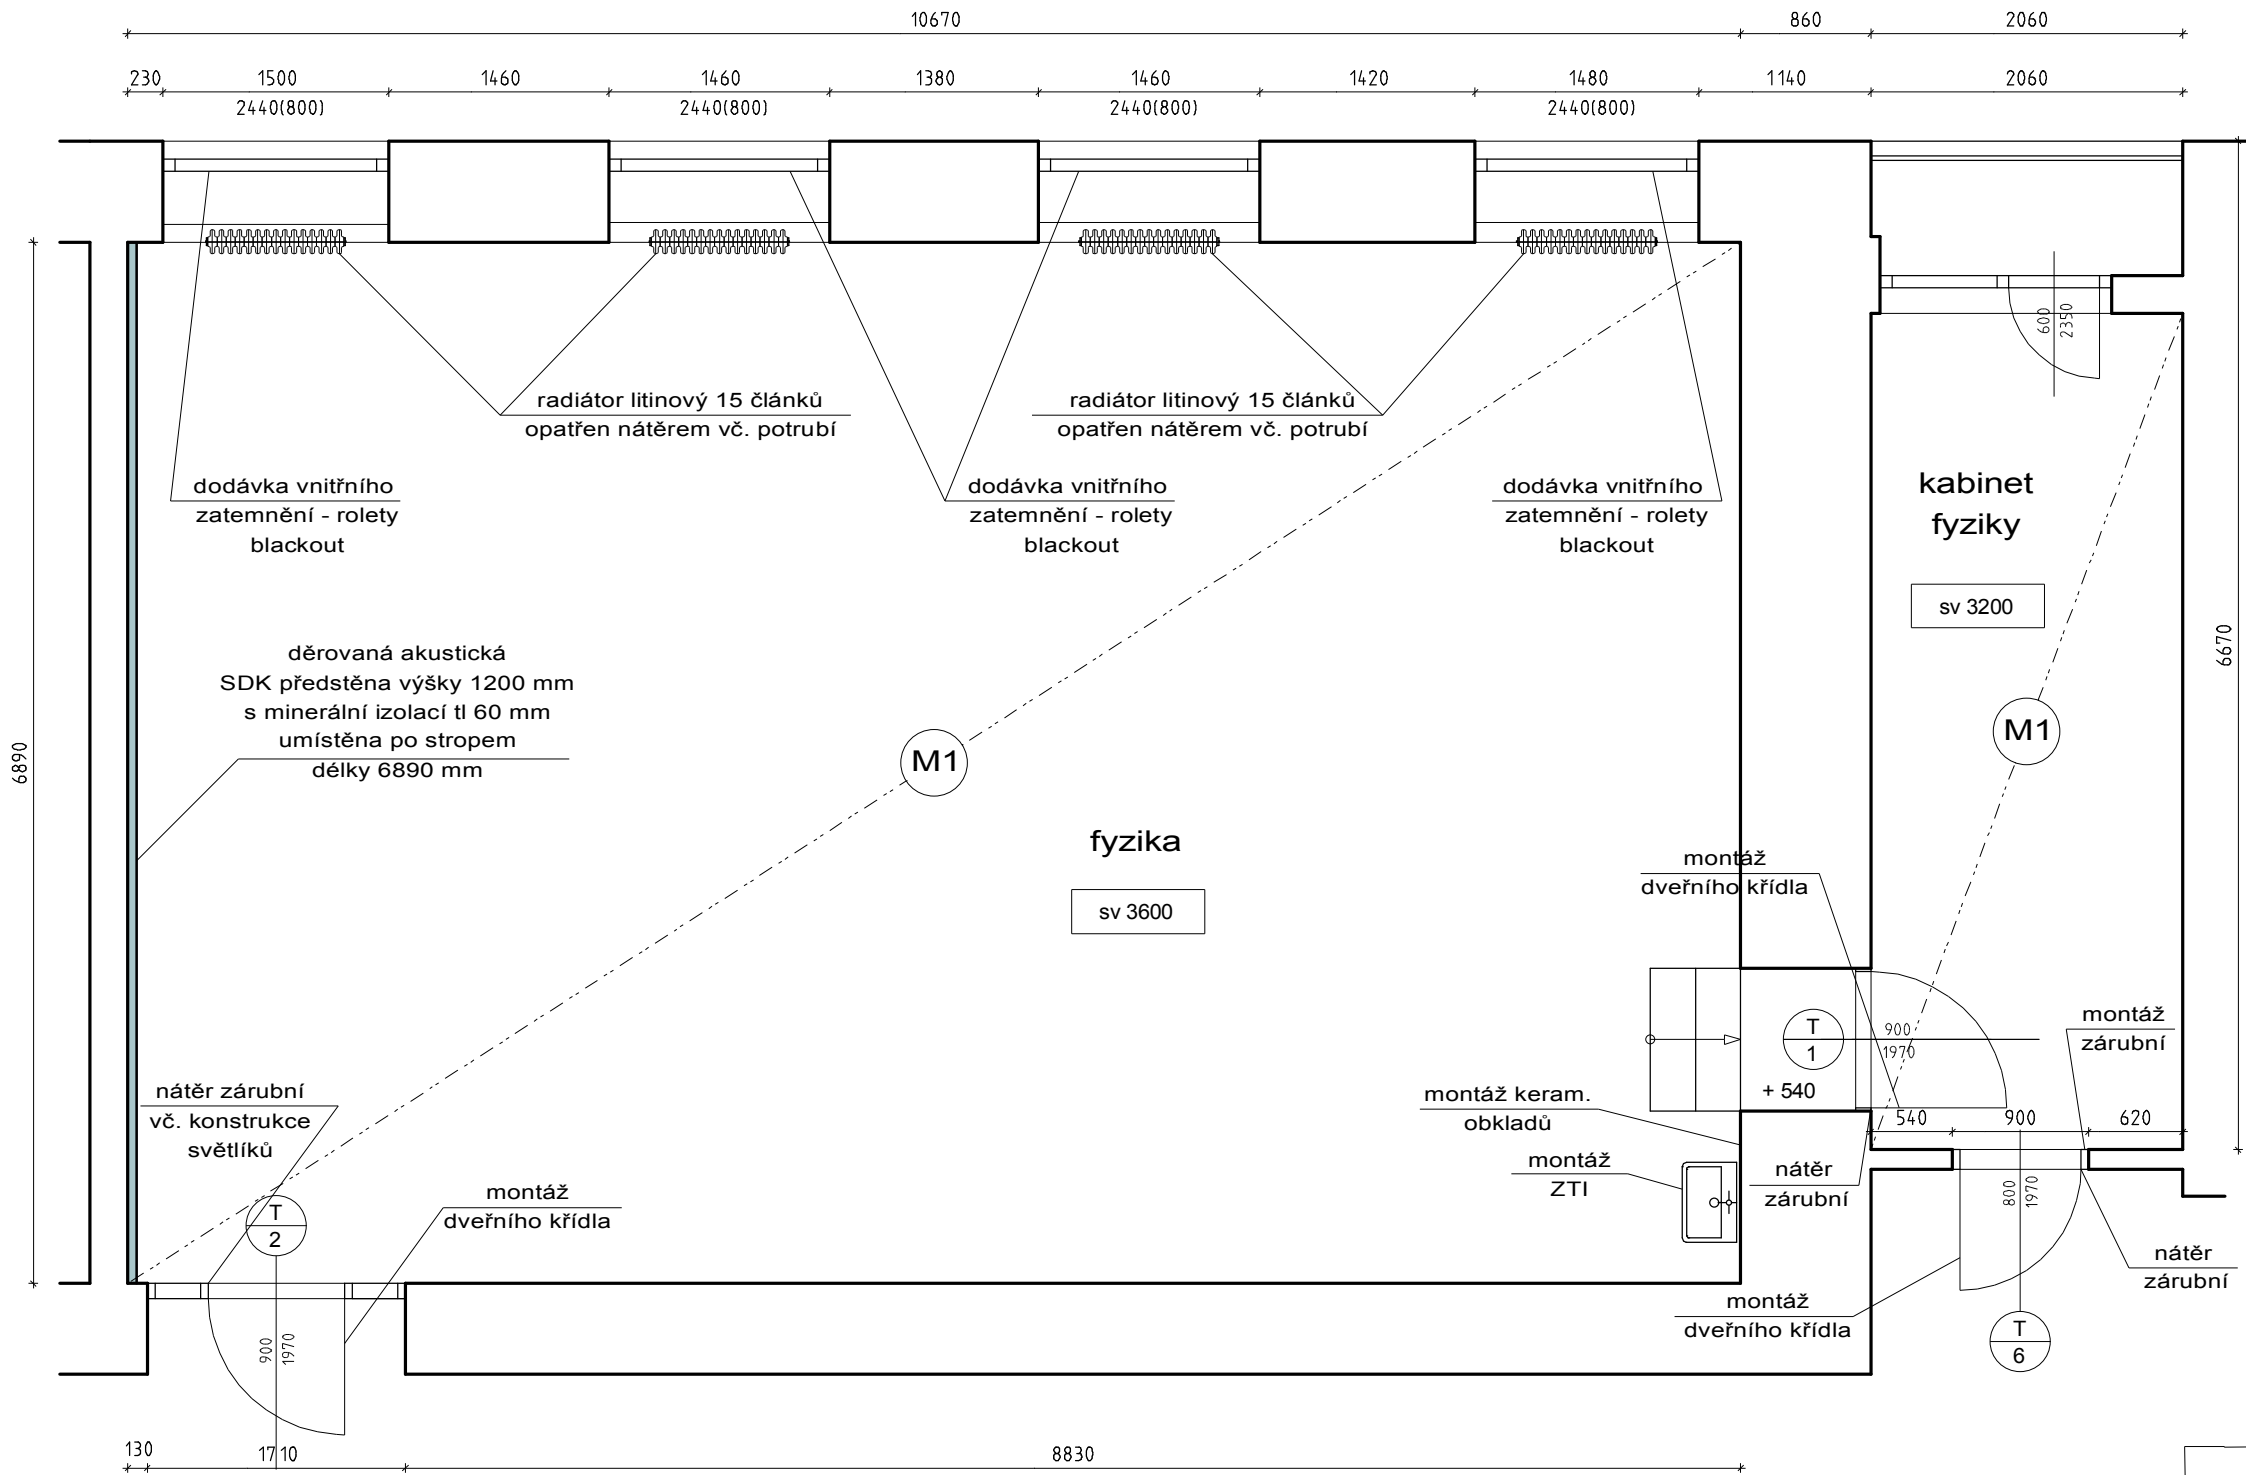 10670
860
2060
230
1500
1460
1460
1380
1460
1420
1480
1140
2060
2440(800)
2440(800)
2440(800)
2440(800)
600
2350
radiátor litinový 15 článků
opatřen nátěrem vč. potrubí
radiátor litinový 15 článků
opatřen nátěrem vč. potrubí
dodávka vnitřního
zatemnění - rolety
blackout
dodávka vnitřního
zatemnění - rolety
blackout
dodávka vnitřního
zatemnění - rolety
blackout
kabinet
fyziky
sv 3200
6670
děrovaná akustická
SDK předstěna výšky 1200 mm
s minerální izolací tl 60 mm
umístěna po stropem
délky 6890 mm
6890
M1
M1
fyzika
sv 3600
montáž
dveřního křídla
T
1
900
1970
+ 540
montáž
zárubní
540
900
620
nátěr zárubní
vč. konstrukce
světlíků
montáž keram.
obkladů
montáž
ZTI
nátěr
zárubní
800
1970
T
2
montáž
dveřního křídla
nátěr
zárubní
montáž
dveřního křídla
T
6
900
1970
130
1710
8830